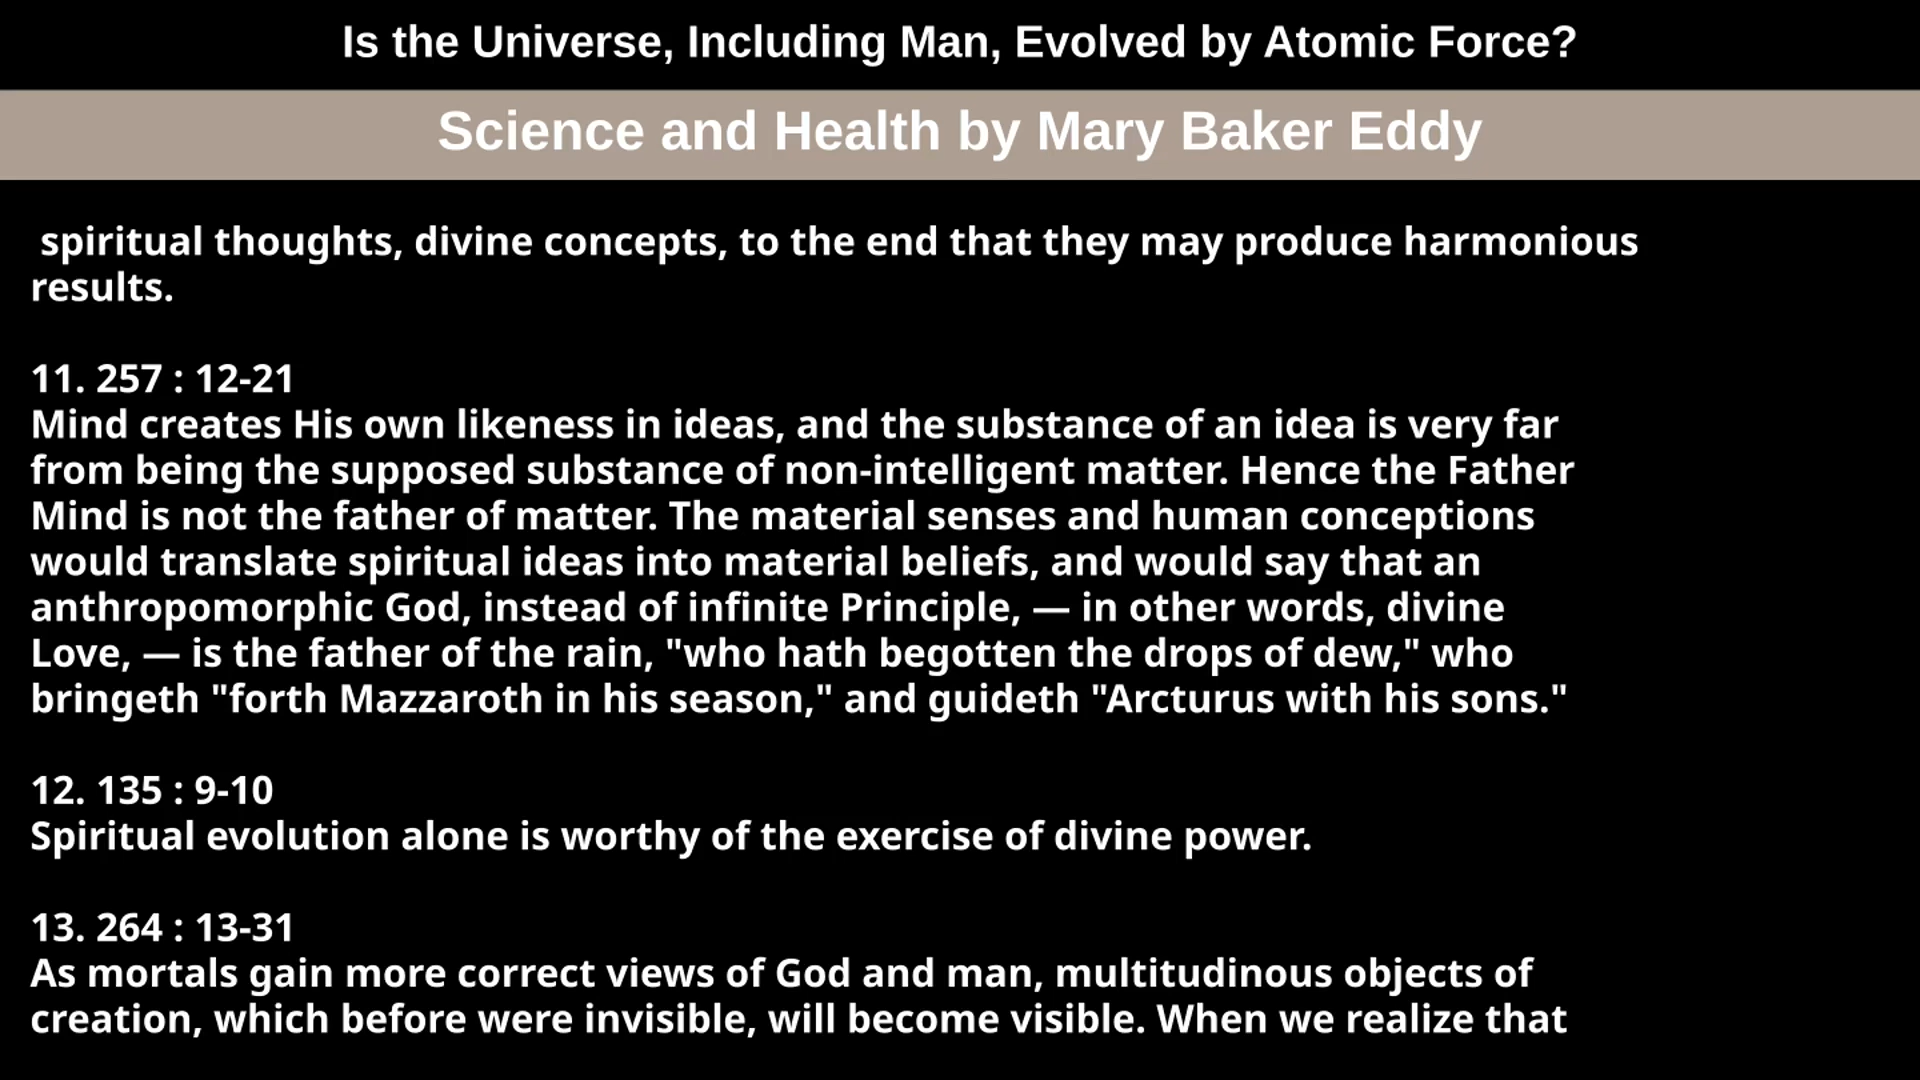 Is the Universe, Including Man, Evolved by Atomic Force?
Science and Health by Mary Baker Eddy
spiritual thoughts, divine concepts, to the end that they may produce harmonious
results.
11. 257 : 12-21
Mind creates His own likeness in ideas, and the substance of an idea is very far
from being the supposed substance of non-intelligent matter. Hence the Father
Mind is not the father of matter. The material senses and human conceptions
would translate spiritual ideas into material beliefs, and would say that an
anthropomorphic God, instead of infinite Principle, — in other words, divine
Love, — is the father of the rain, "who hath begotten the drops of dew," who
bringeth "forth Mazzaroth in his season," and guideth "Arcturus with his sons."
12. 135 : 9-10
Spiritual evolution alone is worthy of the exercise of divine power.
13. 264 : 13-31
As mortals gain more correct views of God and man, multitudinous objects of
creation, which before were invisible, will become visible. When we realize that